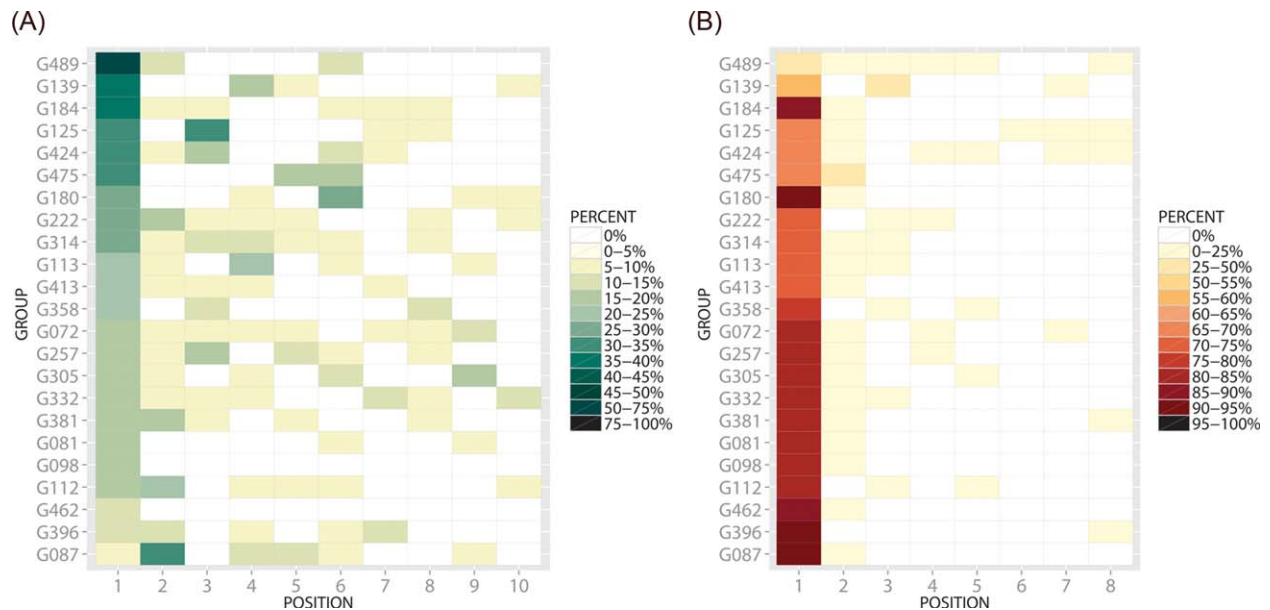 (A)
(B)
GROUP
G489
G139
G184
G125
G424
G475
G180
G222
G314
G113
G413
G358
G072
G257
G305
G332
G381
G081
G098
G112
G462
G396
G087
1 2 3 4 5 6 7 8 9 10
POSITION
PERCENT
0%
0–5%
5–10%
10–15%
15–20%
20–25%
25–30%
30–35%
35–40%
40–45%
45–50%
50–75%
75–100%
GROUP
G489
G139
G184
G125
G424
G475
G180
G222
G314
G113
G413
G358
G072
G257
G305
G332
G381
G081
G098
G112
G462
G396
G087
1 2 3 4 5 6 7 8
POSITION
PERCENT
0%
0–25%
25–50%
50–55%
55–60%
60–65%
65–70%
70–75%
75–80%
80–85%
85–90%
90–95%
95–100%